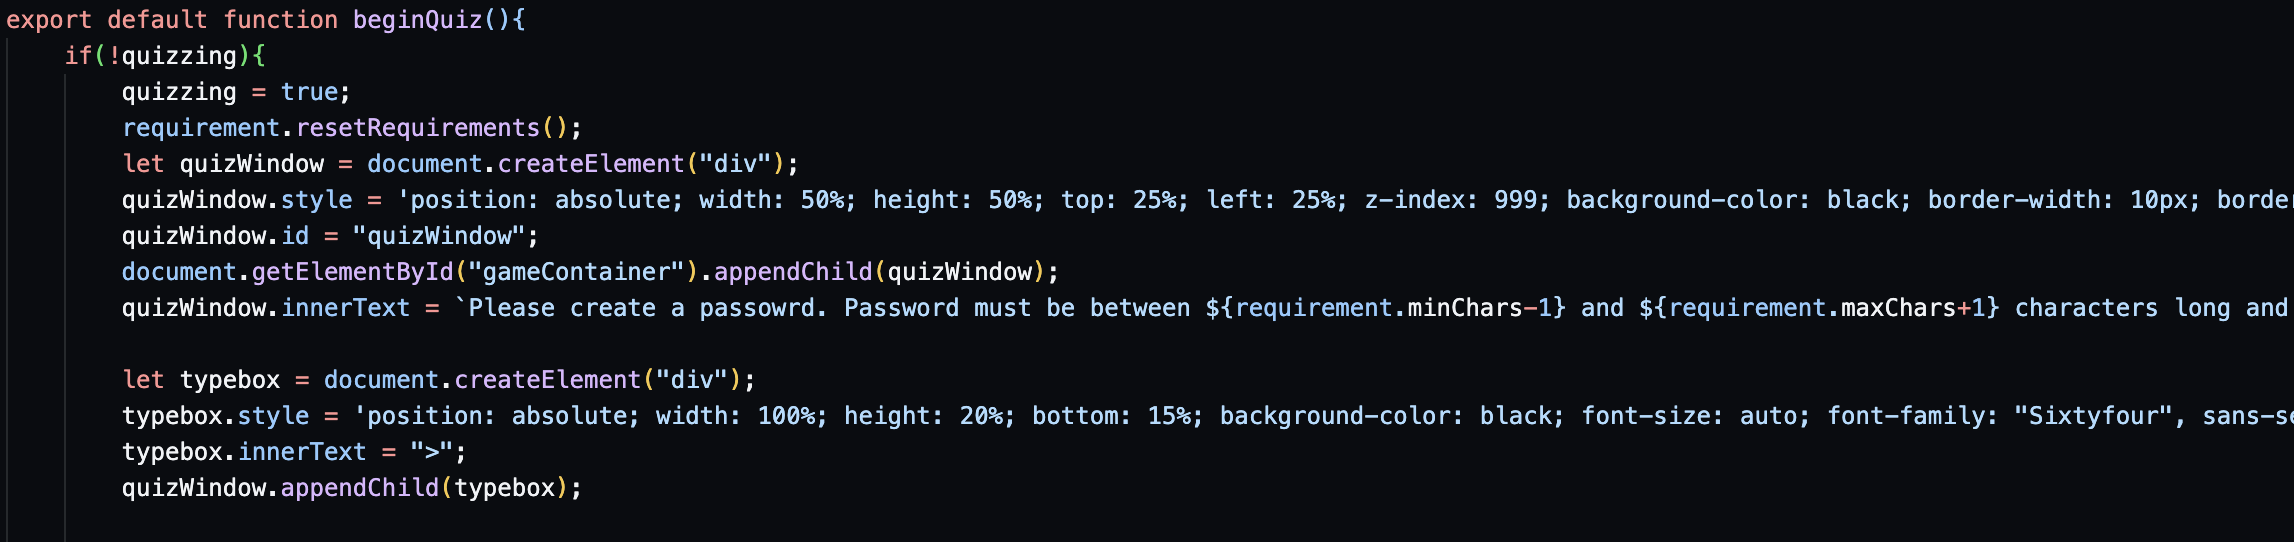 export default function beginQuiz(){
if(!quizzing){
quizzing = true;
requirement.resetRequirements();
let quizWindow = document.createElement("div");
quizWindow.style = 'position: absolute; width: 50%; height: 50%; top: 25%; left: 25%; z-index: 999; background-color: black; border-width: 10px; border
quizWindow.id = "quizWindow";
document.getElementById("gameContainer").appendChild(quizWindow);
quizWindow.innerText = `Please create a passowrd. Password must be between ${requirement.minChars-1} and ${requirement.maxChars+1} characters long and
let typebox = document.createElement("div");
typebox.style = 'position: absolute; width: 100%; height: 20%; bottom: 15%; background-color: black; font-size: auto; font-family: "Sixtyfour", sans-se
typebox.innerText = ">";
quizWindow.appendChild(typebox);